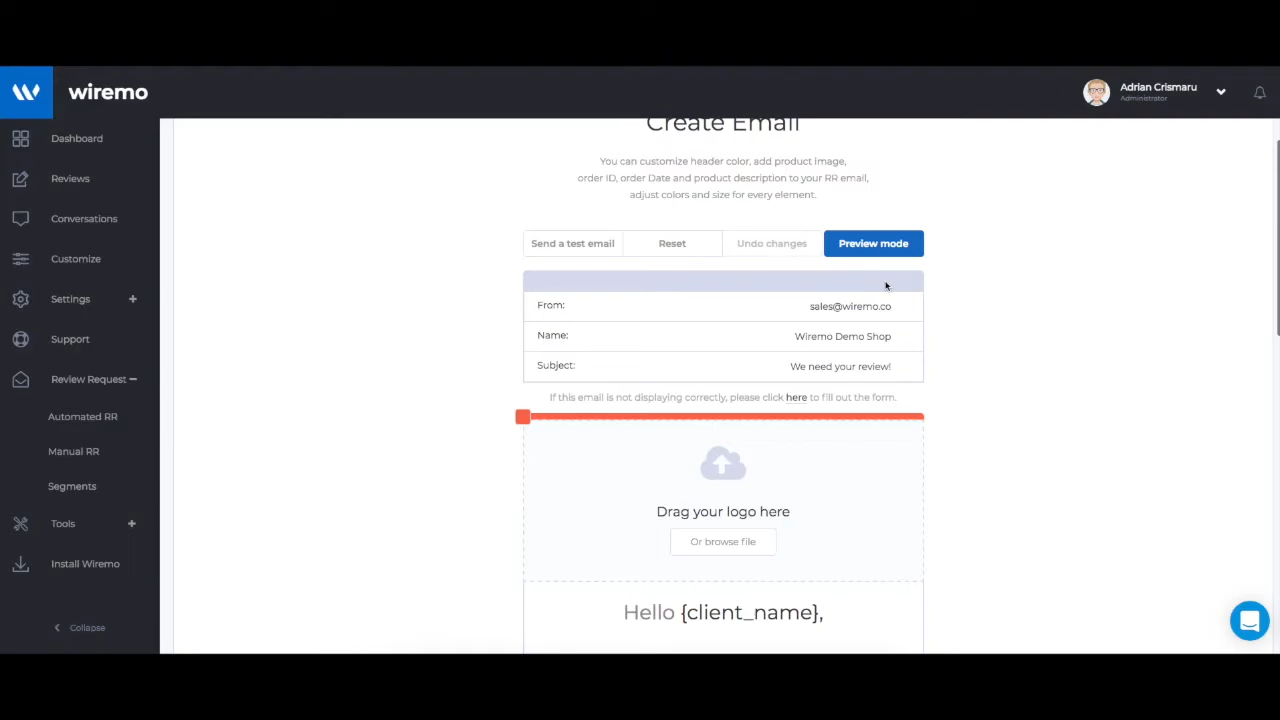 wiremo
Adrian Crismaru
Administrator
Dashboard
Reviews
Conversations
Customize
Settings +
Support
Review Request −
Automated RR
Manual RR
Segments
Tools +
Install Wiremo
Collapse
Create Email
You can customize header color, add product image,
order ID, order Date and product description to your RR email,
adjust colors and size for every element.
Send a test email Reset Undo changes Preview mode
From: sales@wiremo.co
Name: Wiremo Demo Shop
Subject: We need your review!
If this email is not displaying correctly, please click here to fill out the form.
Drag your logo here
Or browse file
Hello {client_name},